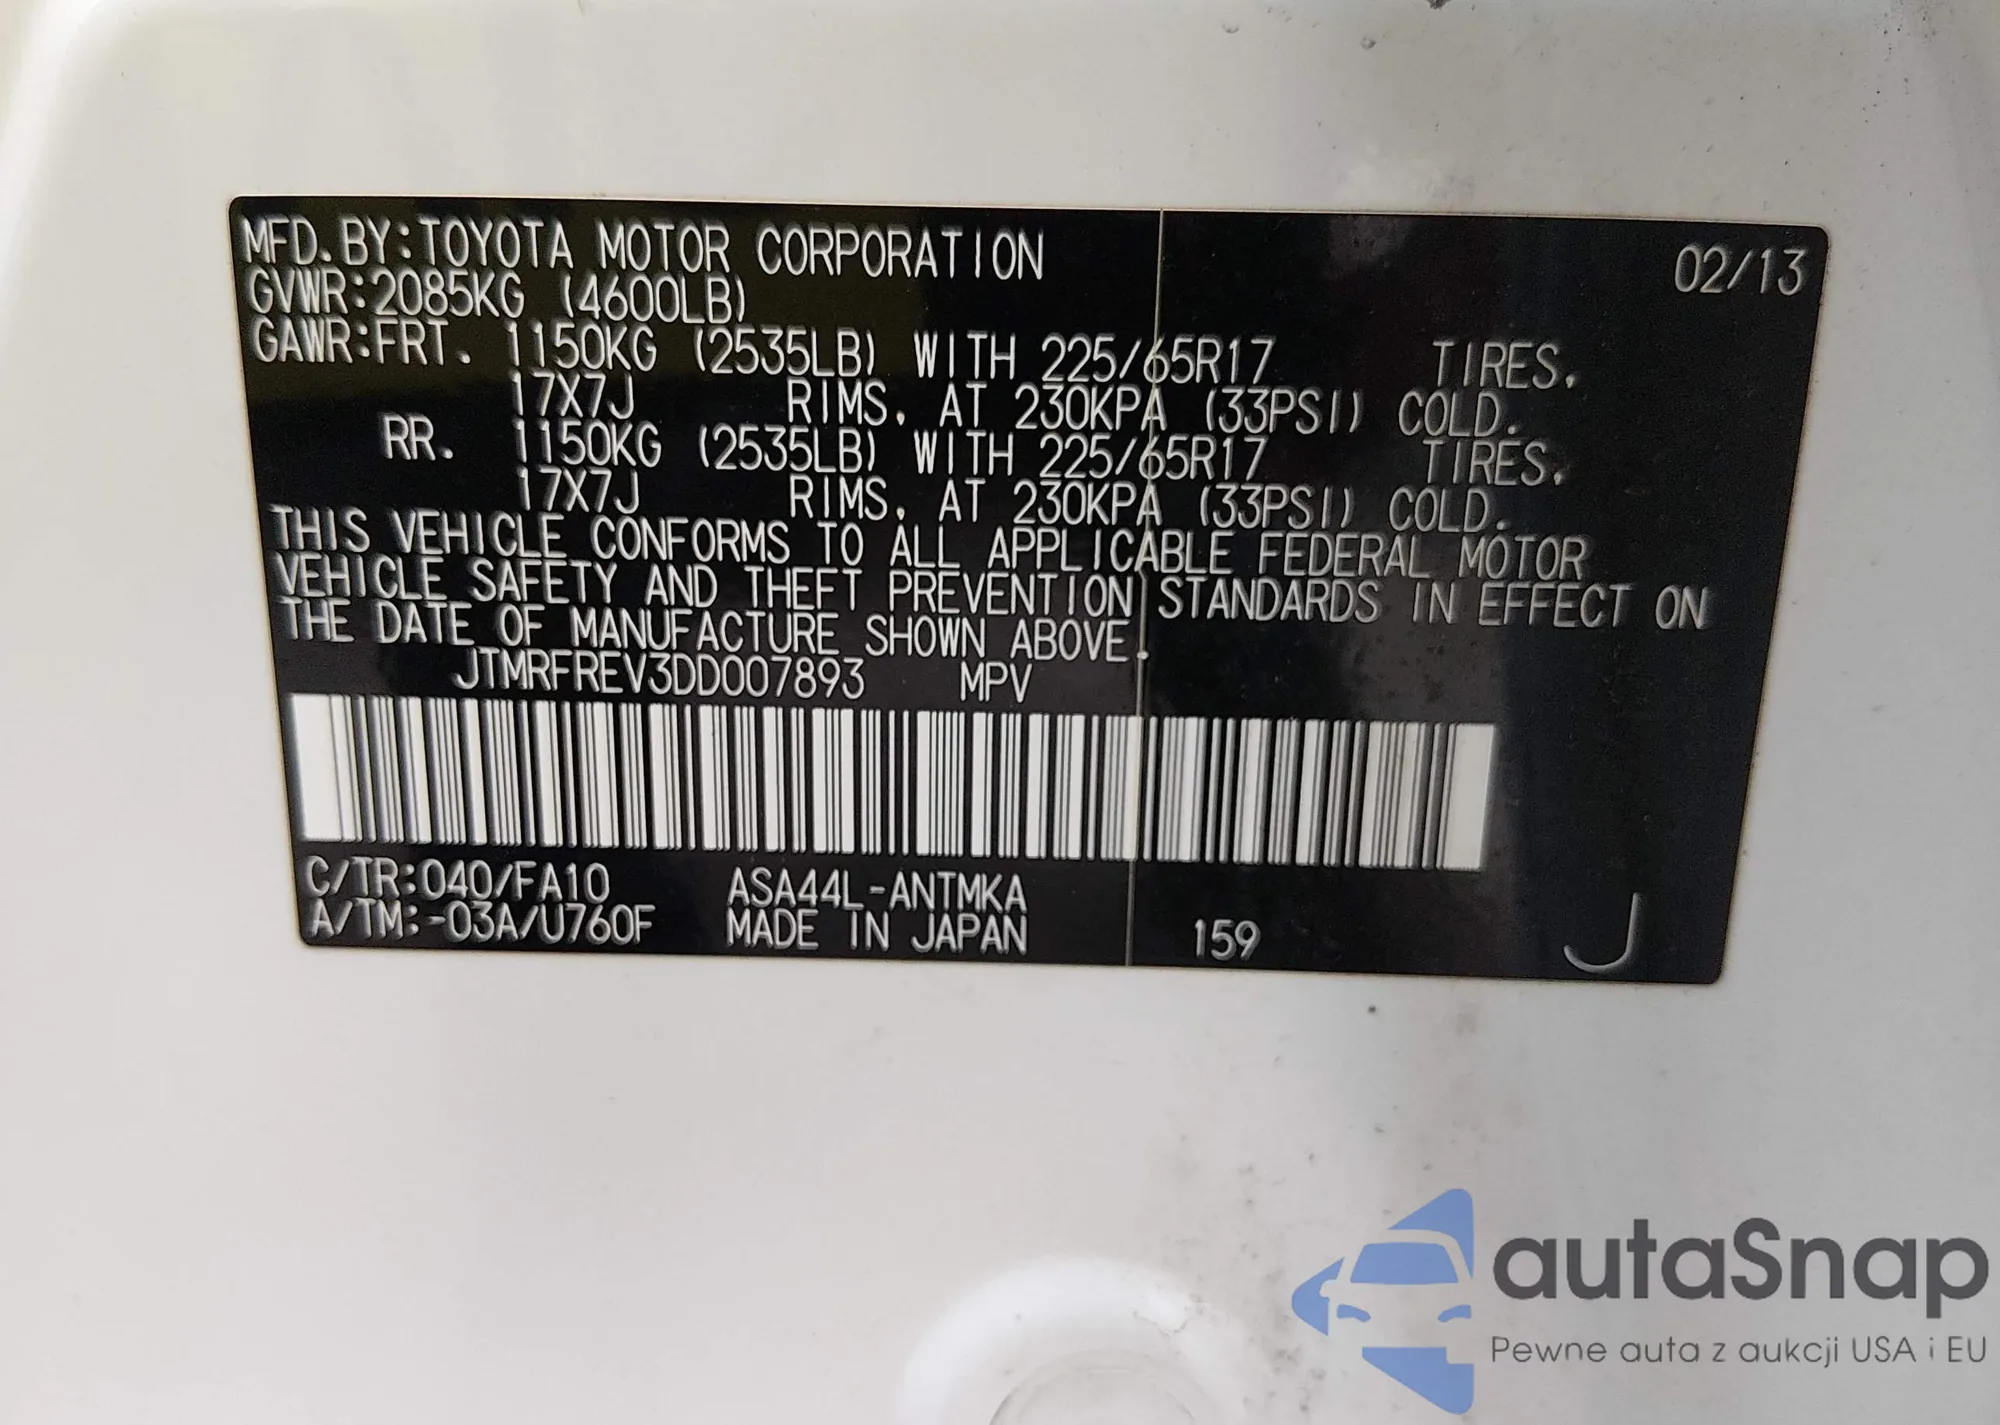 MFD.BY:TOYOTA MOTOR CORPORATION 02/13
GVWR:2085KG (4600LB)
GAWR:FRT. 1150KG (2535LB) WITH 225/65R17 TIRES,
17X7J RIMS, AT 230KPA (33PSI) COLD.
RR. 1150KG (2535LB) WITH 225/65R17 TIRES,
17X7J RIMS, AT 230KPA (33PSI) COLD.
THIS VEHICLE CONFORMS TO ALL APPLICABLE FEDERAL MOTOR
VEHICLE SAFETY AND THEFT PREVENTION STANDARDS IN EFFECT ON
THE DATE OF MANUFACTURE SHOWN ABOVE.
JTMRFREV3DD007893 MPV
C/TR:040/FA10 ASA44L-ANTMKA
A/TM:-03A/U760F MADE IN JAPAN 159 J
autaSnap
Pewne auta z aukcji USA i EU